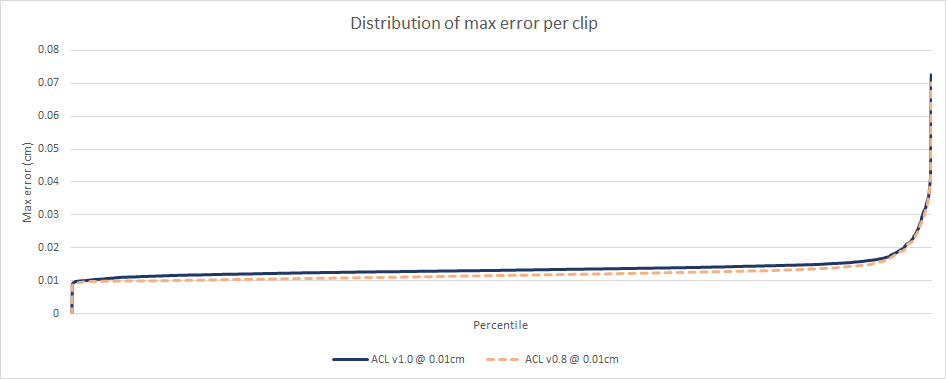 Distribution of max error per clip
0.08
0.07
0.06
0.05
0.04
0.03
0.02
0.01
0
Max error (cm)
Percentile
ACL v1.0 @ 0.01cm ACL v0.8 @ 0.01cm